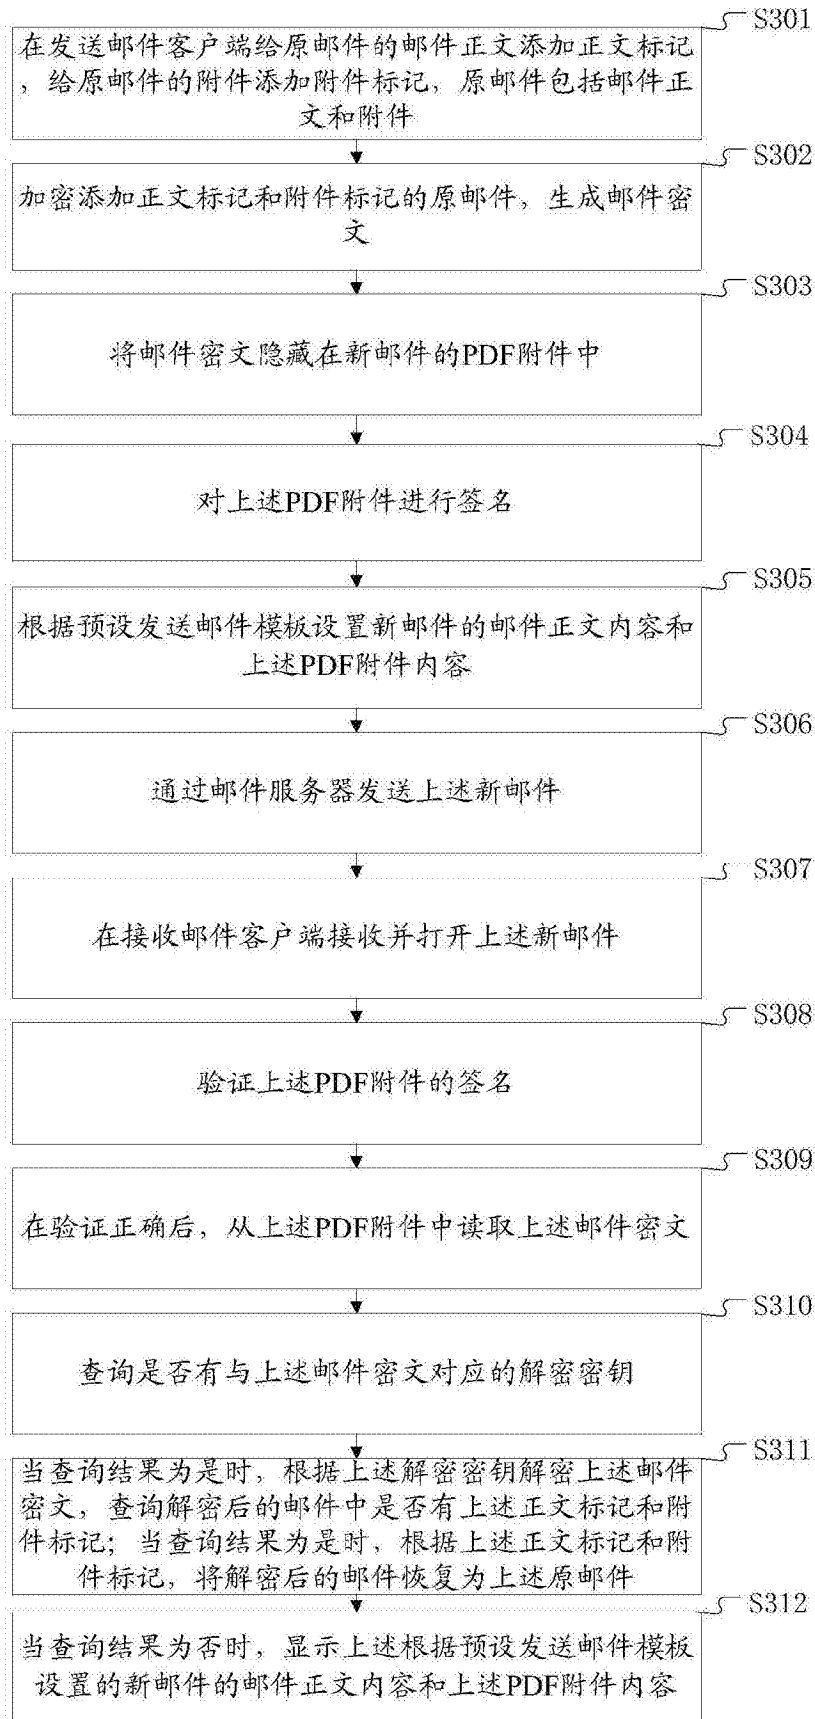 S301
在发送邮件客户端给原邮件的邮件正文添加正文标记
，给原邮件的附件添加附件标记，原邮件包括邮件正
文和附件
S302
加密添加正文标记和附件标记的原邮件，生成邮件密
文
S303
将邮件密文隐藏在新邮件的PDF附件中
S304
对上述PDF附件进行签名
S305
根据预设发送邮件模板设置新邮件的邮件正文内容和
上述PDF附件内容
S306
通过邮件服务器发送上述新邮件
S307
在接收邮件客户端接收并打开上述新邮件
S308
验证上述PDF附件的签名
S309
在验证正确后，从上述PDF附件中读取上述邮件密文
S310
查询是否有与上述邮件密文对应的解密密钥
S311
当查询结果为是时，根据上述解密密钥解密上述邮件
密文，查询解密后的邮件中是否有上述正文标记和附
件标记；当查询结果为是时，根据上述正文标记和附
件标记，将解密后的邮件恢复为上述原邮件
S312
当查询结果为否时，显示上述根据预设发送邮件模板
设置的新邮件的邮件正文内容和上述PDF附件内容